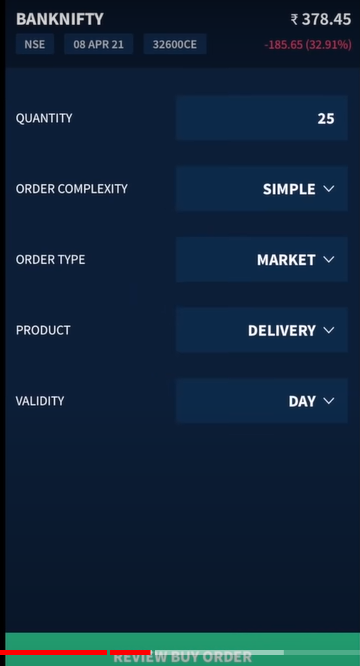 BANKNIFTY ₹ 378.45
NSE 08 APR 21 32600CE -185.65 (32.91%)
QUANTITY 25
ORDER COMPLEXITY SIMPLE
ORDER TYPE MARKET
PRODUCT DELIVERY
VALIDITY DAY
REVIEW BUY ORDER